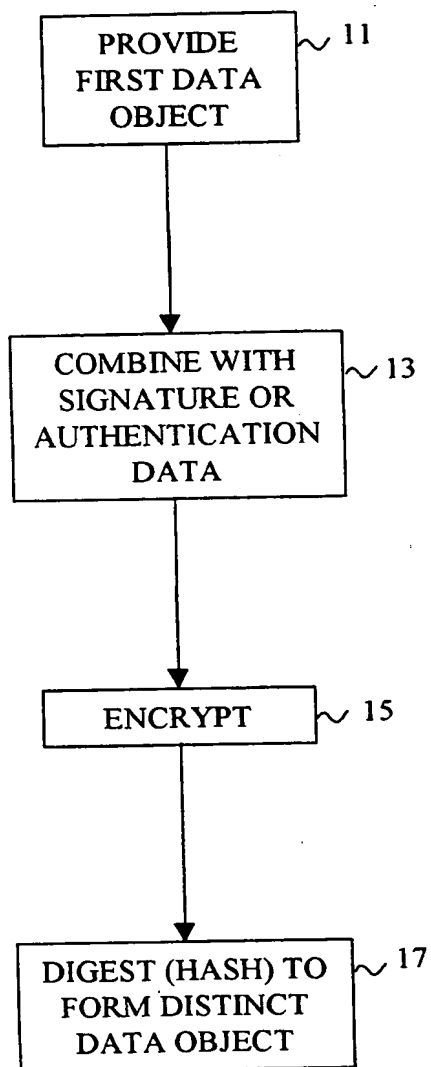 PROVIDE
FIRST DATA
OBJECT
11
COMBINE WITH
SIGNATURE OR
AUTHENTICATION
DATA
13
ENCRYPT
15
DIGEST (HASH) TO
FORM DISTINCT
DATA OBJECT
17